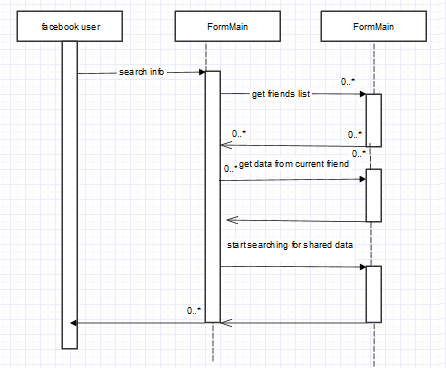 facebook user
FormMain
FormMain
search info
0..*
get friends list
0..*
0..*
0..*
0..*
get data from current friend
start searching for shared data
0..*